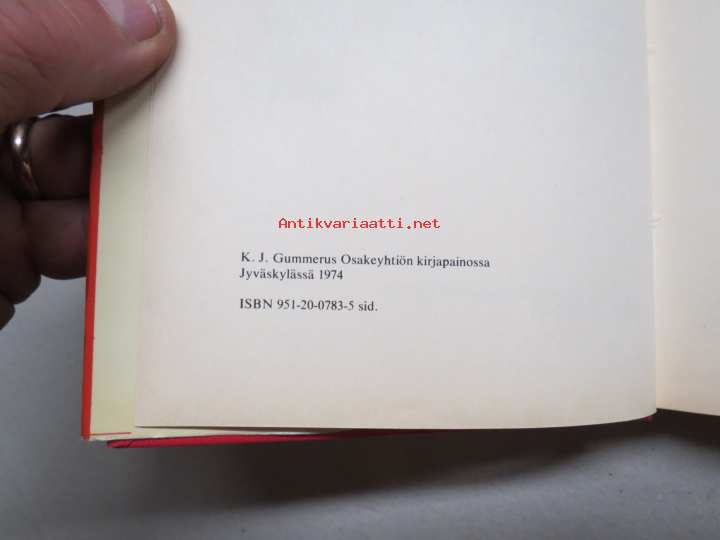 Antikvariaatti.net
K. J. Gummerus Osakeyhtiön kirjapainossa
Jyväskylässä 1974
ISBN 951-20-0783-5 sid.